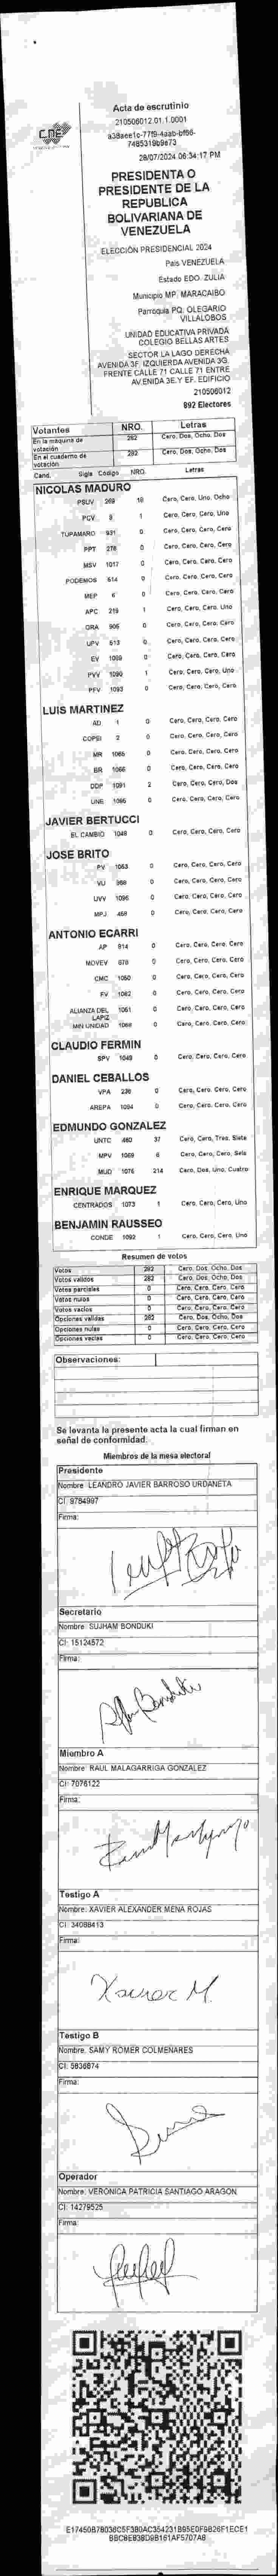 CNE
Acta de escrutinio
210506012.01.1.0001
28/07/2024 06:34:17 PM
PRESIDENTA O
PRESIDENTE DE LA
REPUBLICA
BOLIVARIANA DE
VENEZUELA
ELECCIÓN PRESIDENCIAL 2024
País VENEZUELA
Estado EDO. ZULIA
Municipio MP. MARACAIBO
Parroquia PQ. OLEGARIO
VILLALOBOS
UNIDAD EDUCATIVA PRIVADA
COLEGIO BELLAS ARTES
SECTOR LA LAGO DERECHA
AVENIDA 3F. IZQUIERDA AVENIDA 3G.
FRENTE CALLE 71 CALLE 71 ENTRE
AVENIDA 3E Y EF. EDIFICIO
210506012
892 Electores
Votantes NRO. Letras
En la máquina de votación 282 Cero, Dos, Ocho, Dos
En el cuaderno de votación 282 Cero, Dos, Ocho, Dos
Cand. Sigla Codigo NRO. Letras
NICOLAS MADURO
PSUV 269 18 Cero, Cero, Uno, Ocho
PCV 1 Cero, Cero, Cero, Uno
TUPAMARO 931 0 Cero, Cero, Cero, Cero
PPT 278 0 Cero, Cero, Cero, Cero
MSV 1017 0 Cero, Cero, Cero, Cero
PODEMOS 614 0 Cero, Cero, Cero, Cero
MEP 6 0 Cero, Cero, Cero, Cero
APC 219 1 Cero, Cero, Cero, Uno
ORA 906 0 Cero, Cero, Cero, Cero
UPV 613 0 Cero, Cero, Cero, Cero
EV 1089 0 Cero, Cero, Cero, Cero
PVV 1090 1 Cero, Cero, Cero, Uno
PFV 1093 0 Cero, Cero, Cero, Cero
LUIS MARTINEZ
AD 1 0 Cero, Cero, Cero, Cero
COPEI 2 0 Cero, Cero, Cero, Cero
MR 1065 0 Cero, Cero, Cero, Cero
BR 1066 0 Cero, Cero, Cero, Cero
DDP 1091 2 Cero, Cero, Cero, Dos
UNE 1095 0 Cero, Cero, Cero, Cero
JAVIER BERTUCCI
EL CAMBIO 1048 0 Cero, Cero, Cero, Cero
JOSE BRITO
PV 1063 0 Cero, Cero, Cero, Cero
VU 968 0 Cero, Cero, Cero, Cero
UVV 1096 0 Cero, Cero, Cero, Cero
MPJ 468 0 Cero, Cero, Cero, Cero
ANTONIO ECARRI
AP 914 0 Cero, Cero, Cero, Cero
MOVEV 678 0 Cero, Cero, Cero, Cero
CMC 1050 0 Cero, Cero, Cero, Cero
FV 1062 0 Cero, Cero, Cero, Cero
ALIANZA DEL LAPIZ 1051 0 Cero, Cero, Cero, Cero
MIN UNIDAD 1068 0 Cero, Cero, Cero, Cero
CLAUDIO FERMIN
SPV 1049 0 Cero, Cero, Cero, Cero
DANIEL CEBALLOS
VPA 230 0 Cero, Cero, Cero, Cero
AREPA 1094 0 Cero, Cero, Cero, Cero
EDMUNDO GONZALEZ
UNTC 460 37 Cero, Cero, Tres, Siete
MPV 1069 6 Cero, Cero, Cero, Seis
MUD 1076 214 Cero, Dos, Uno, Cuatro
ENRIQUE MARQUEZ
CENTRADOS 1073 1 Cero, Cero, Cero, Uno
BENJAMIN RAUSSEO
CONDE 1092 1 Cero, Cero, Cero, Uno
Resumen de votos
Votos 282 Cero, Dos, Ocho, Dos
Votos validos 282 Cero, Dos, Ocho, Dos
Votos parciales 0 Cero, Cero, Cero, Cero
Votos nulos 0 Cero, Cero, Cero, Cero
Votos vacios 0 Cero, Cero, Cero, Cero
Opciones validas 282 Cero, Dos, Ocho, Dos
Opciones nulas 0 Cero, Cero, Cero, Cero
Opciones vacias 0 Cero, Cero, Cero, Cero
Observaciones:
Se levanta la presente acta la cual firman en
señal de conformidad.
Miembros de la mesa electoral
Presidente
Nombre: LEANDRO JAVIER BARROSO URDANETA
CI: 9784997
Firma:
Secretario
Nombre: SUJHAM BONDUKI
CI: 15124572
Firma:
Miembro A
Nombre: RAUL MALAGARRIGA GONZALEZ
CI: 7076122
Firma:
Testigo A
Nombre: XAVIER ALEXANDER MENA ROJAS
CI: 34088413
Firma:
Xavier M.
Testigo B
Nombre: SAMY ROMER COLMENARES
CI: 5836874
Firma:
Operador
Nombre: VERONICA PATRICIA SANTIAGO ARAGON
CI: 14279525
Firma: